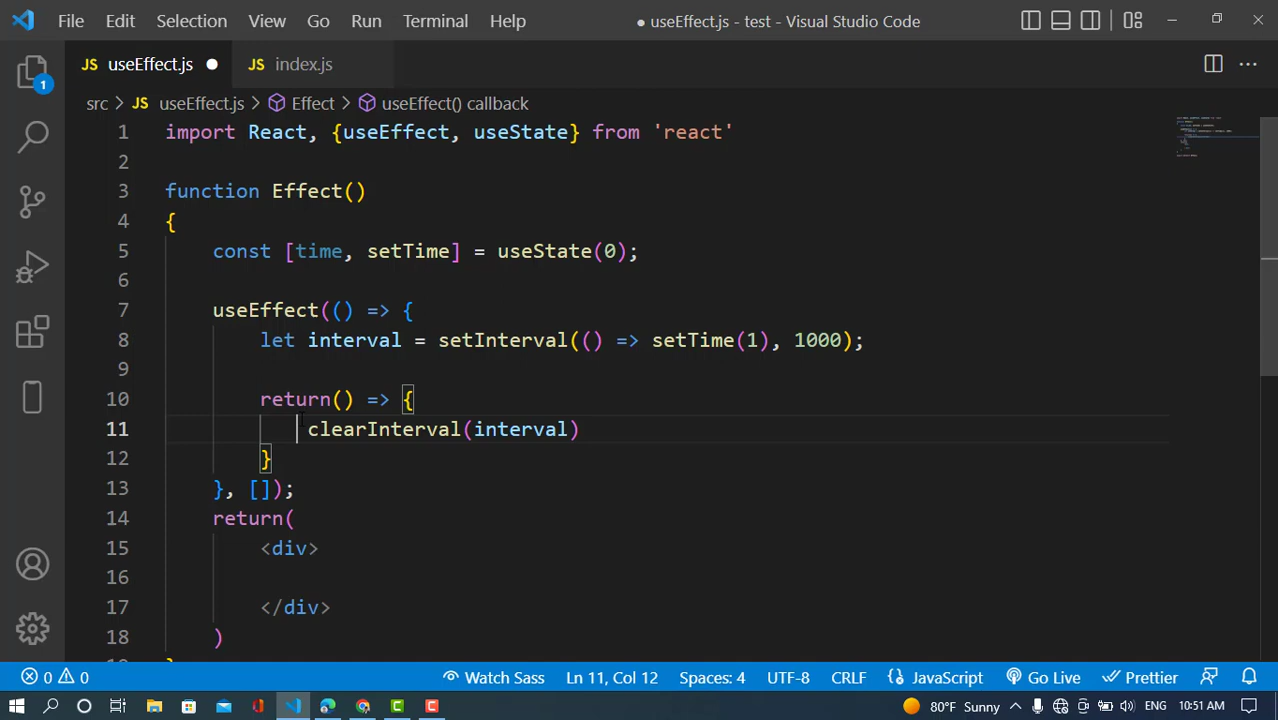 File Edit Selection View Go Run Terminal Help ● useEffect.js - test - Visual Studio Code
JS useEffect.js ● JS index.js
src > JS useEffect.js > Effect > useEffect() callback
1 import React, {useEffect, useState} from 'react'
2
3 function Effect()
4 {
5 const [time, setTime] = useState(0);
6
7 useEffect(() => {
8 let interval = setInterval(() => setTime(1), 1000);
9
10 return() => {
11 clearInterval(interval)
12 }
13 }, []);
14 return(
15 <div>
16
17 </div>
18 )
1
0 0 Watch Sass Ln 11, Col 12 Spaces: 4 UTF-8 CRLF JavaScript Go Live Prettier
80°F Sunny ENG 10:51 AM